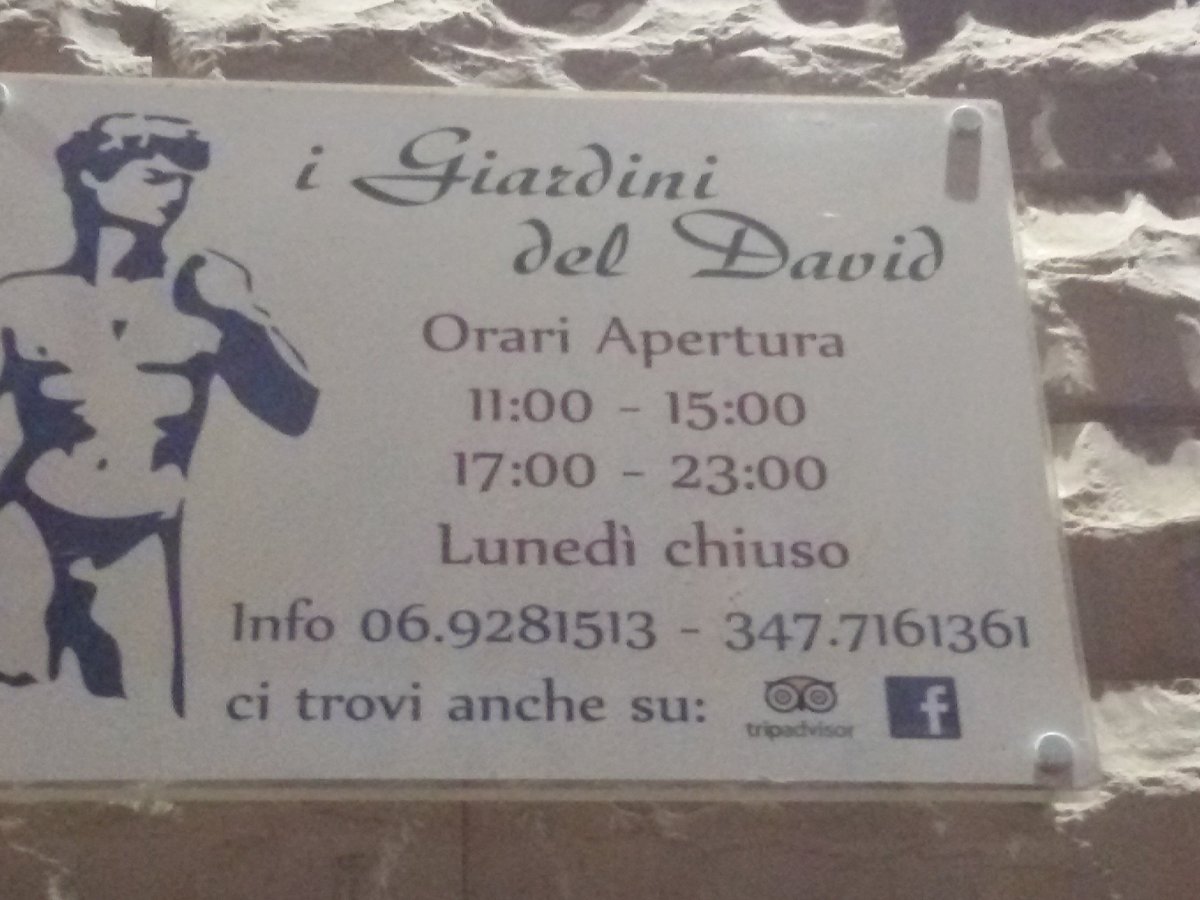 i Giardini
del David
Orari Apertura
11:00 - 15:00
17:00 - 23:00
Lunedì chiuso
Info 06.9281513 - 347.7161361
ci trovi anche su: tripadvisor f